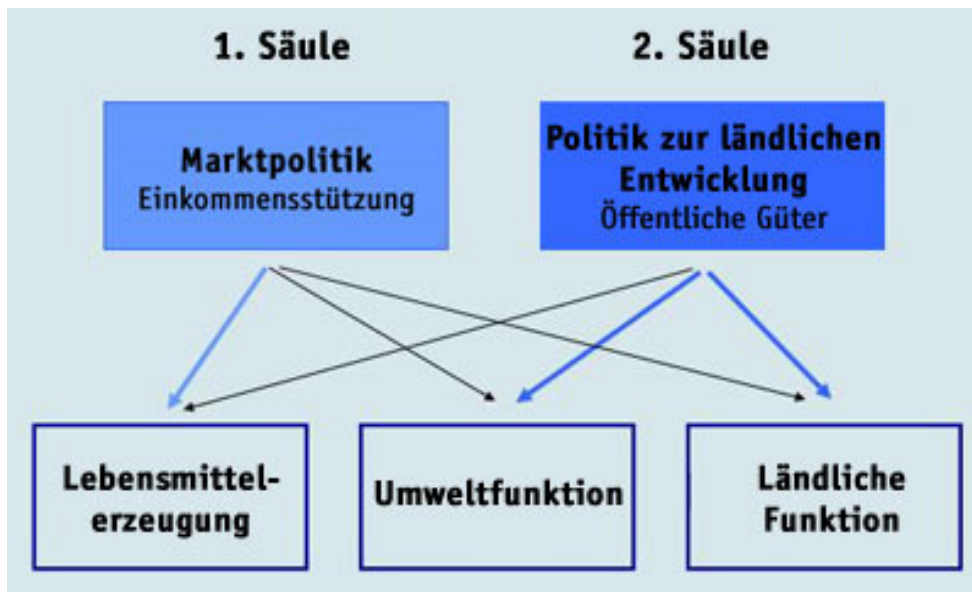 1. Säule
2. Säule
Marktpolitik
Einkommensstützung
Politik zur ländlichen
Entwicklung
Öffentliche Güter
Lebensmittel-
erzeugung
Umweltfunktion
Ländliche
Funktion